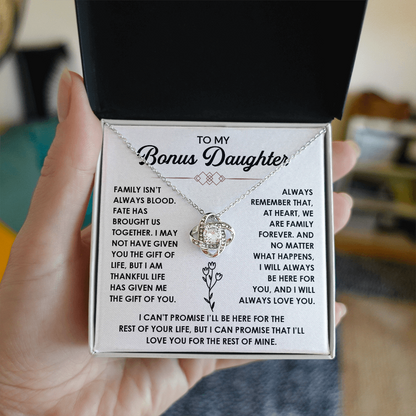 TO MY
Bonus Daughter
FAMILY ISN'T
ALWAYS BLOOD.
FATE HAS
BROUGHT US
TOGETHER. I MAY
NOT HAVE GIVEN
YOU THE GIFT OF
LIFE, BUT I AM
THANKFUL LIFE
HAS GIVEN ME
THE GIFT OF YOU.
ALWAYS
REMEMBER THAT,
AT HEART, WE
ARE FAMILY
FOREVER. AND
NO MATTER
WHAT HAPPENS,
I WILL ALWAYS
BE HERE FOR
YOU, AND I WILL
ALWAYS LOVE YOU.
I CAN'T PROMISE I'LL BE HERE FOR THE
REST OF YOUR LIFE, BUT I CAN PROMISE THAT I'LL
LOVE YOU FOR THE REST OF MINE.